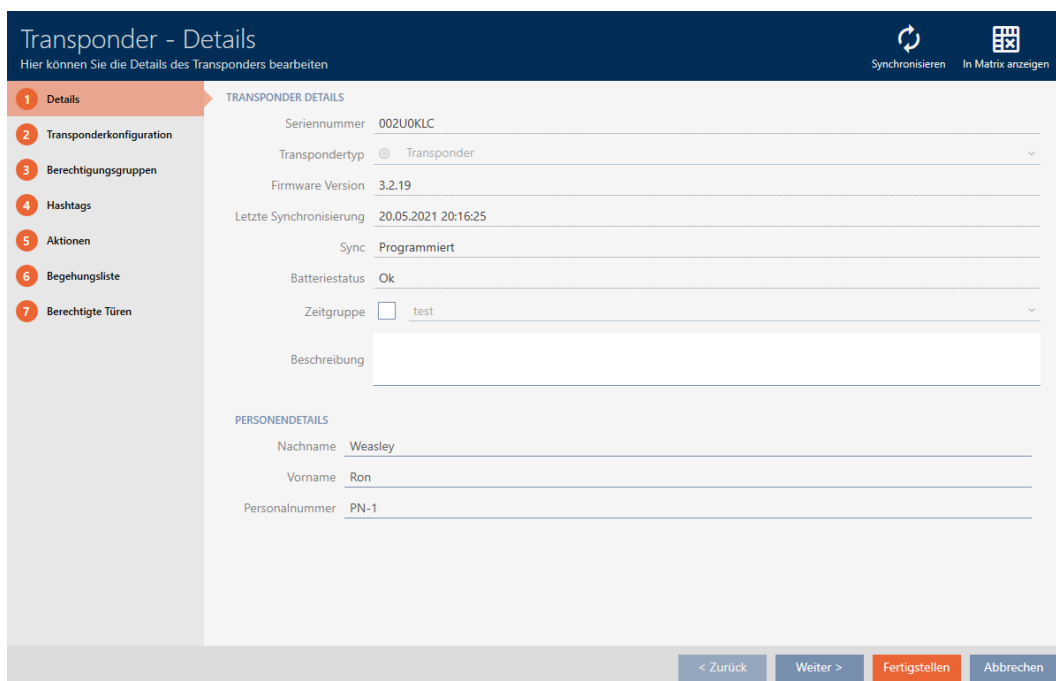 Transponder - Details
Hier können Sie die Details des Transponders bearbeiten
Synchronisieren
In Matrix anzeigen
1 Details
2 Transponderkonfiguration
3 Berechtigungsgruppen
4 Hashtags
5 Aktionen
6 Begehungsliste
7 Berechtigte Türen
TRANSPONDER DETAILS
Seriennummer 002U0KLC
Transpondertyp Transponder
Firmware Version 3.2.19
Letzte Synchronisierung 20.05.2021 20:16:25
Sync Programmiert
Batteriestatus Ok
Zeitgruppe test
Beschreibung
PERSONENDETAILS
Nachname Weasley
Vorname Ron
Personalnummer PN-1
< Zurück
Weiter >
Fertigstellen
Abbrechen